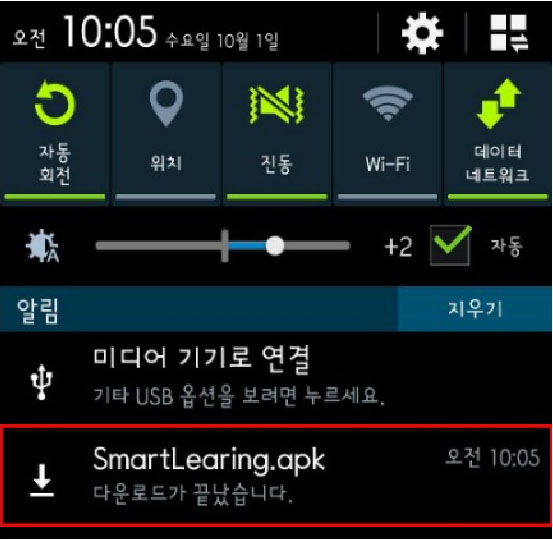 오전 10:05 수요일 10월 1일
자동
회전
위치
진동
Wi-Fi
데이터
네트워크
A
+2
자동
알림
지우기
미디어 기기로 연결
기타 USB 옵션을 보려면 누르세요.
SmartLearing.apk
오전 10:05
다운로드가 끝났습니다.